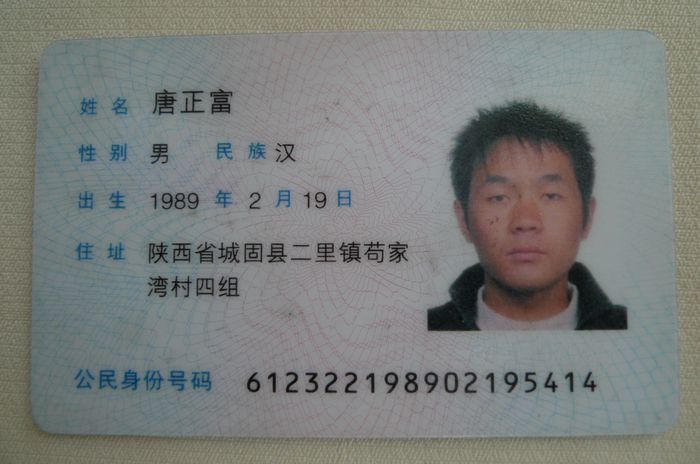 姓名 唐正富
性别 男 民族 汉
出生 1989 年 2 月 19 日
住址 陕西省城固县二里镇苟家
湾村四组
公民身份号码 612322198902195414